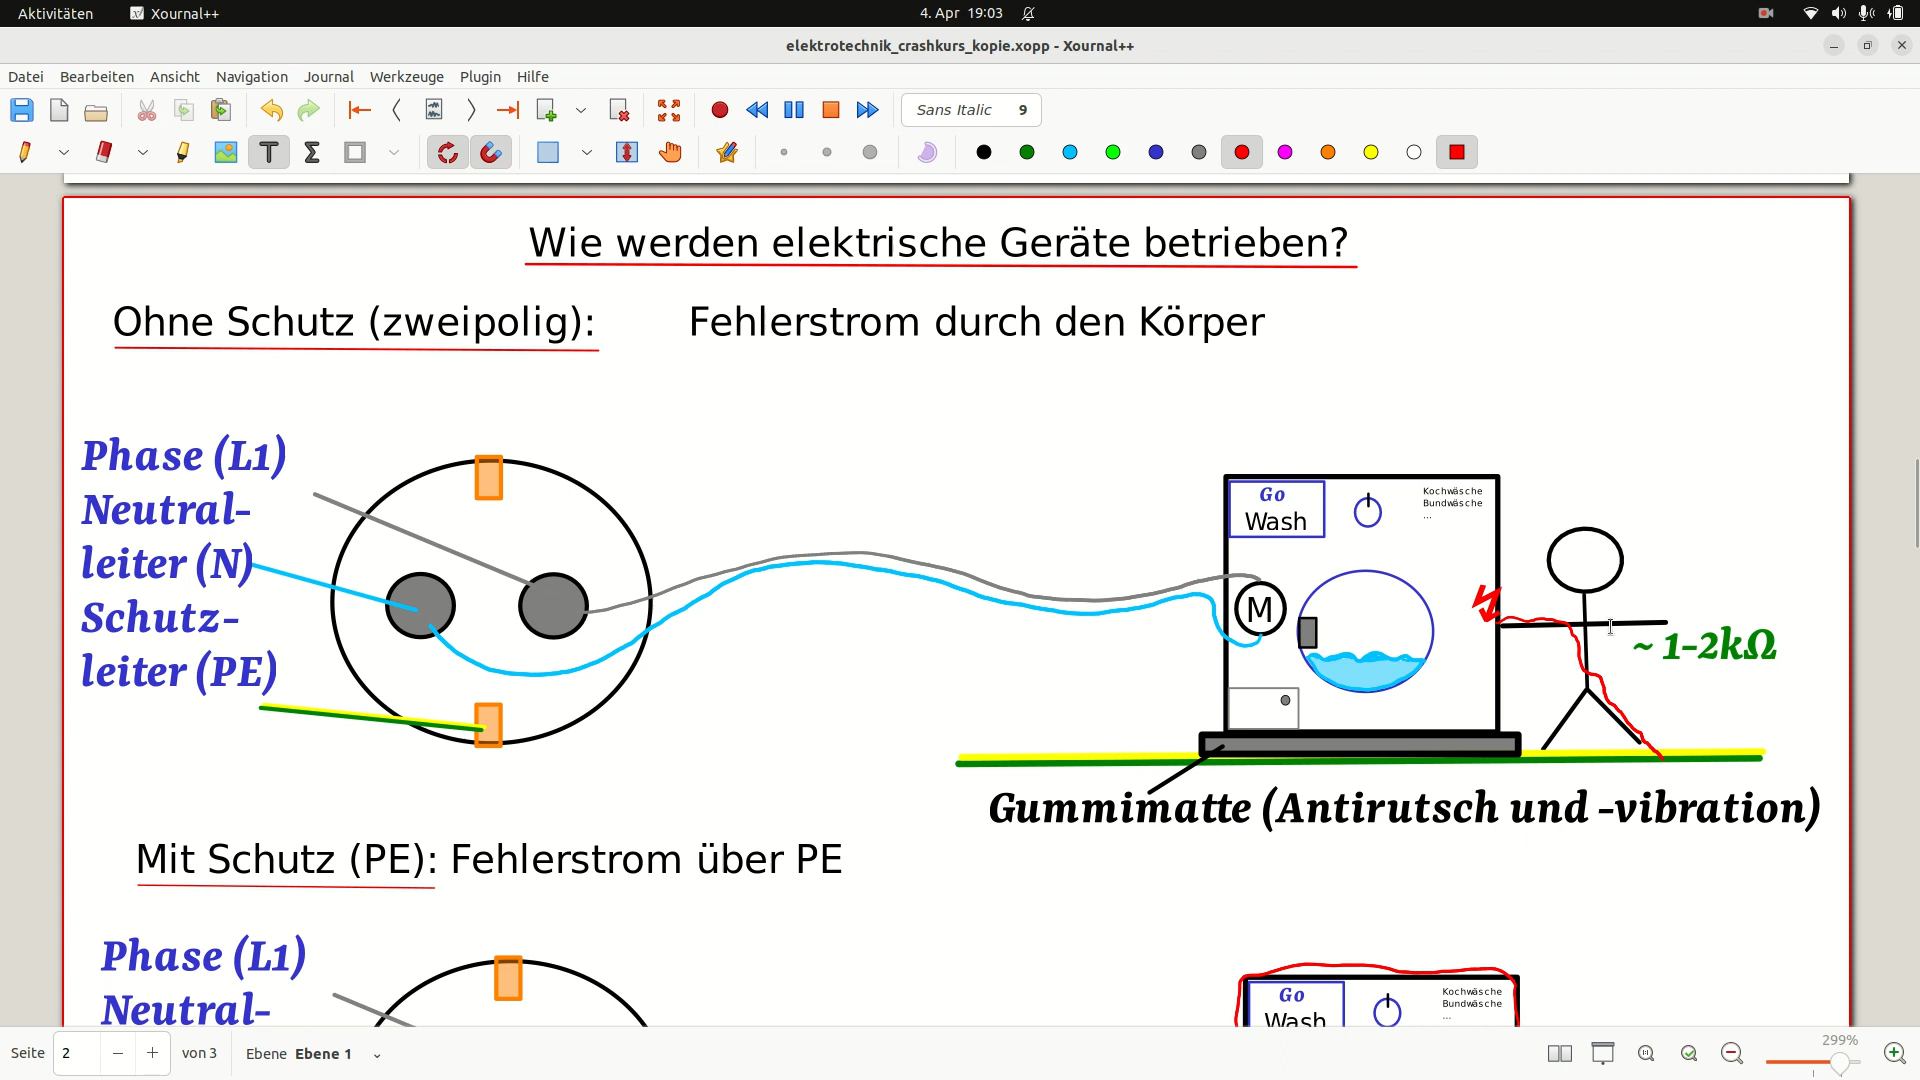 Aktivitäten
Xournal++
4. Apr 19:03
elektrotechnik_crashkurs_kopie.xopp - Xournal++
Datei Bearbeiten Ansicht Navigation Journal Werkzeuge Plugin Hilfe
Sans Italic 9
Wie werden elektrische Geräte betrieben?
Ohne Schutz (zweipolig): Fehlerstrom durch den Körper
Phase (L1)
Neutral-
leiter (N)
Schutz-
leiter (PE)
Go
Wash
Kochwäsche
Bundwäsche
...
M
~ 1-2kΩ
Gummimatte (Antirutsch und -vibration)
Mit Schutz (PE): Fehlerstrom über PE
Phase (L1)
Neutral-
Go
Wash
Kochwäsche
Bundwäsche
...
Seite 2 von 3 Ebene Ebene 1
299%